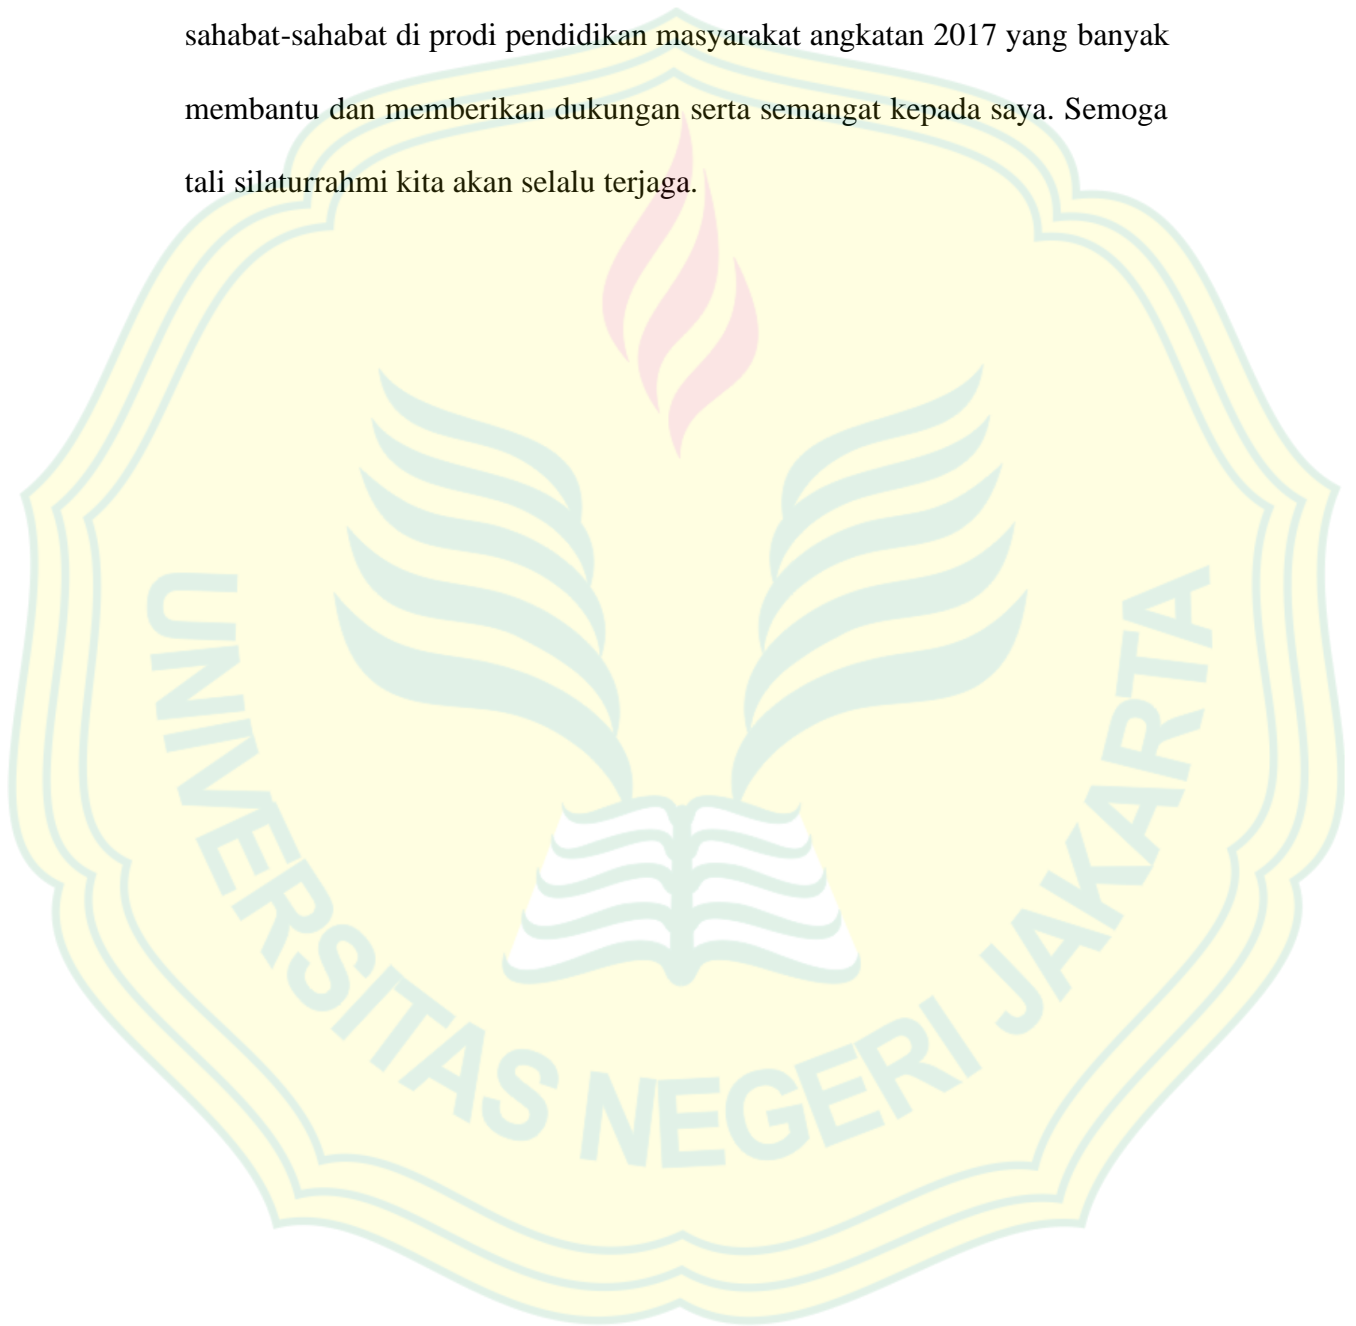 sahabat-sahabat di prodi pendidikan masyarakat angkatan 2017 yang banyak
membantu dan memberikan dukungan serta semangat kepada saya. Semoga
tali silaturrahmi kita akan selalu terjaga.
UNIVERSITAS NEGERI JAKARTA